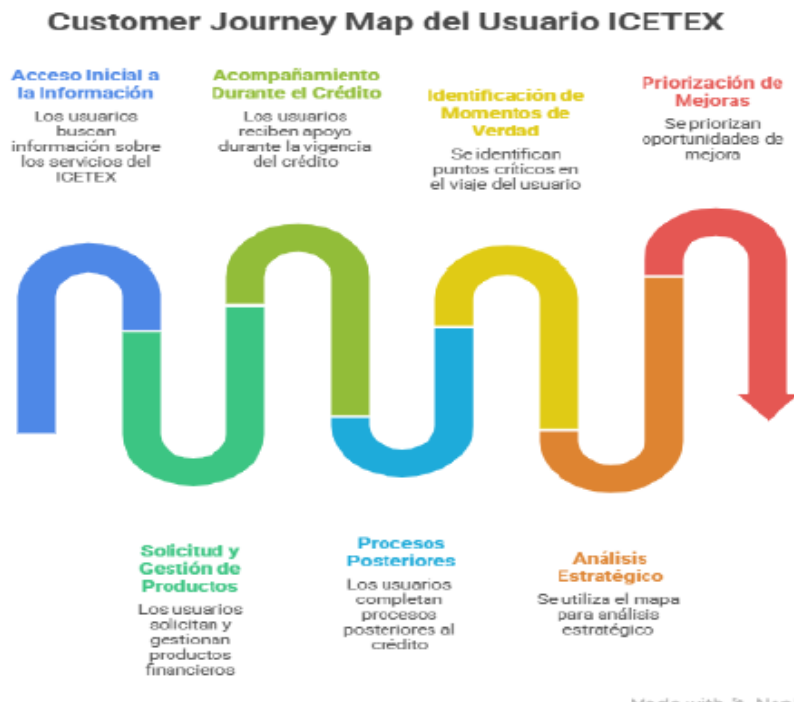 Customer Journey Map del Usuario ICETEX
Acceso Inicial a
la Información
Los usuarios
buscan
información sobre
los servicios del
ICETEX
Acompañamiento
Durante el Crédito
Los usuarios
reciben apoyo
durante la vigencia
del crédito
Identificación de
Momentos de
Verdad
Se identifican
puntos críticos en
el viaje del usuario
Priorización de
Mejoras
Se priorizan
oportunidades de
mejora
Solicitud y
Gestión de
Productos
Los usuarios
solicitan y
gestionan
productos
financieros
Procesos
Posteriores
Los usuarios
completan
procesos
posteriores al
crédito
Análisis
Estratégico
Se utiliza el mapa
para análisis
estratégico
Made with